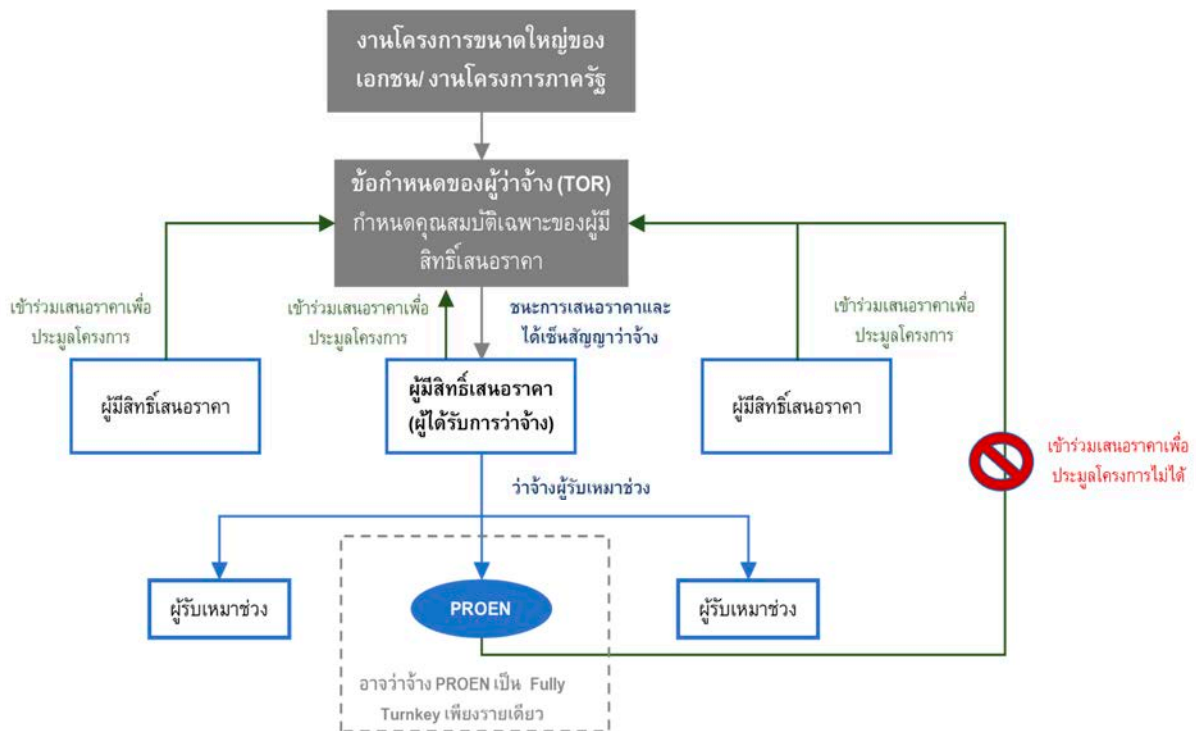 งานโครงการขนาดใหญ่ของ
เอกชน/ งานโครงการภาครัฐ
ข้อกำหนดของผู้ว่าจ้าง (TOR)
กำหนดคุณสมบัติเฉพาะของผู้มี
สิทธิ์เสนอราคา
เข้าร่วมเสนอราคาเพื่อ
ประมูลโครงการ
เข้าร่วมเสนอราคาเพื่อ
ประมูลโครงการ
ชนะการเสนอราคาและ
ได้เซ็นสัญญาว่าจ้าง
เข้าร่วมเสนอราคาเพื่อ
ประมูลโครงการ
ผู้มีสิทธิ์เสนอราคา
ผู้มีสิทธิ์เสนอราคา
(ผู้ได้รับการว่าจ้าง)
ผู้มีสิทธิ์เสนอราคา
เข้าร่วมเสนอราคาเพื่อ
ประมูลโครงการไม่ได้
ว่าจ้างผู้รับเหมาช่วง
ผู้รับเหมาช่วง
PROEN
ผู้รับเหมาช่วง
อาจว่าจ้าง PROEN เป็น Fully
Turnkey เพียงรายเดียว